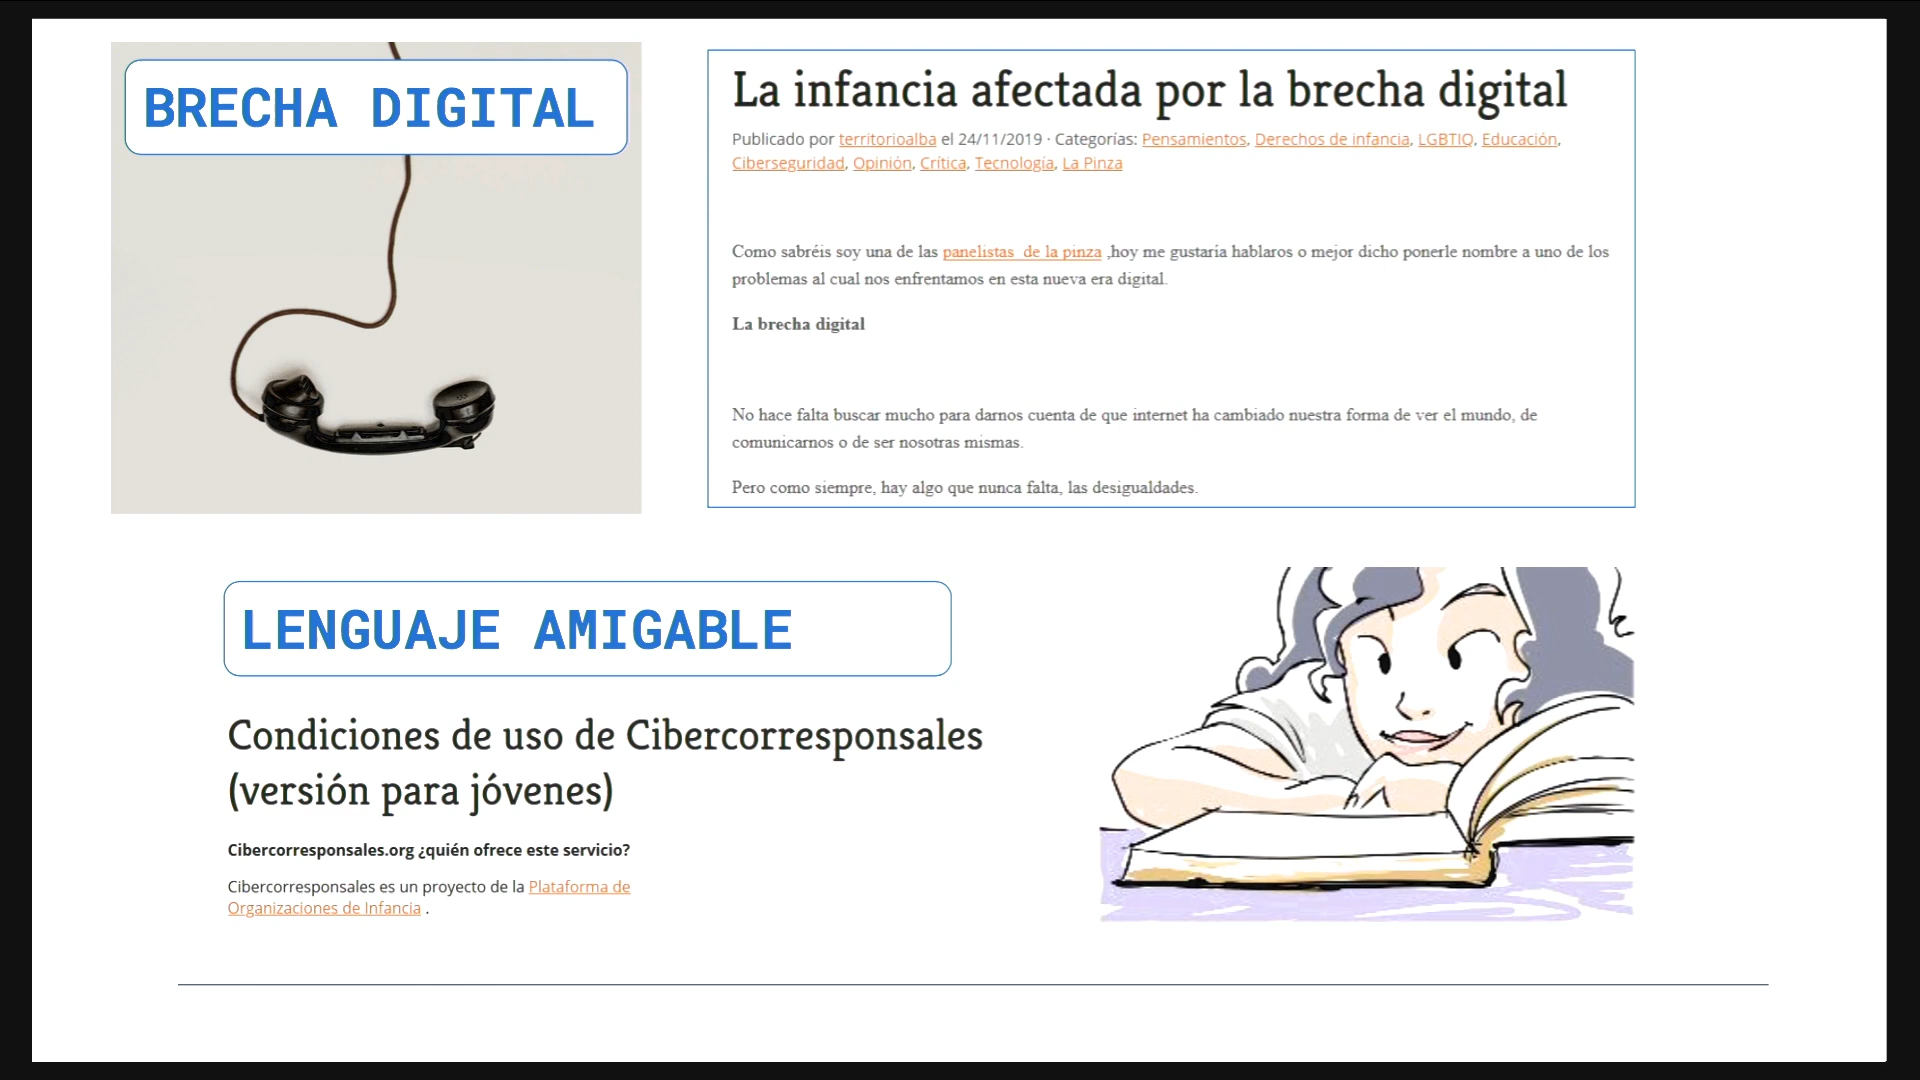 BRECHA DIGITAL
La infancia afectada por la brecha digital
Publicado por territorioalba el 24/11/2019 · Categorías: Pensamientos, Derechos de infancia, LGBTIQ, Educación,
Ciberseguridad, Opinión, Crítica, Tecnología, La Pinza
Como sabréis soy una de las panelistas de la pinza ,hoy me gustaría hablaros o mejor dicho ponerle nombre a uno de los
problemas al cual nos enfrentamos en esta nueva era digital.
La brecha digital
No hace falta buscar mucho para darnos cuenta de que internet ha cambiado nuestra forma de ver el mundo, de
comunicarnos o de ser nosotras mismas.
Pero como siempre, hay algo que nunca falta, las desigualdades.
LENGUAJE AMIGABLE
Condiciones de uso de Cibercorresponsales
(versión para jóvenes)
Cibercorresponsales.org ¿quién ofrece este servicio?
Cibercorresponsales es un proyecto de la Plataforma de
Organizaciones de Infancia .